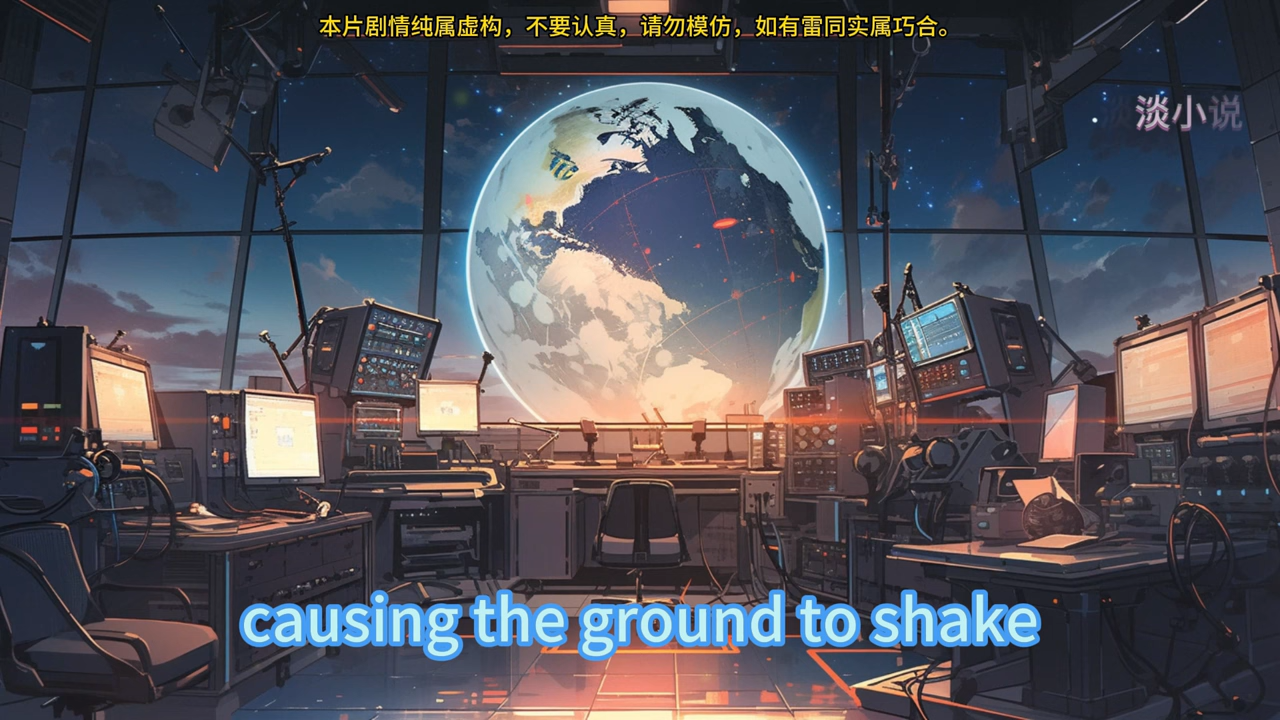 本片剧情纯属虚构，不要认真，请勿模仿，如有雷同实属巧合。
淡小说
causing the ground to shake